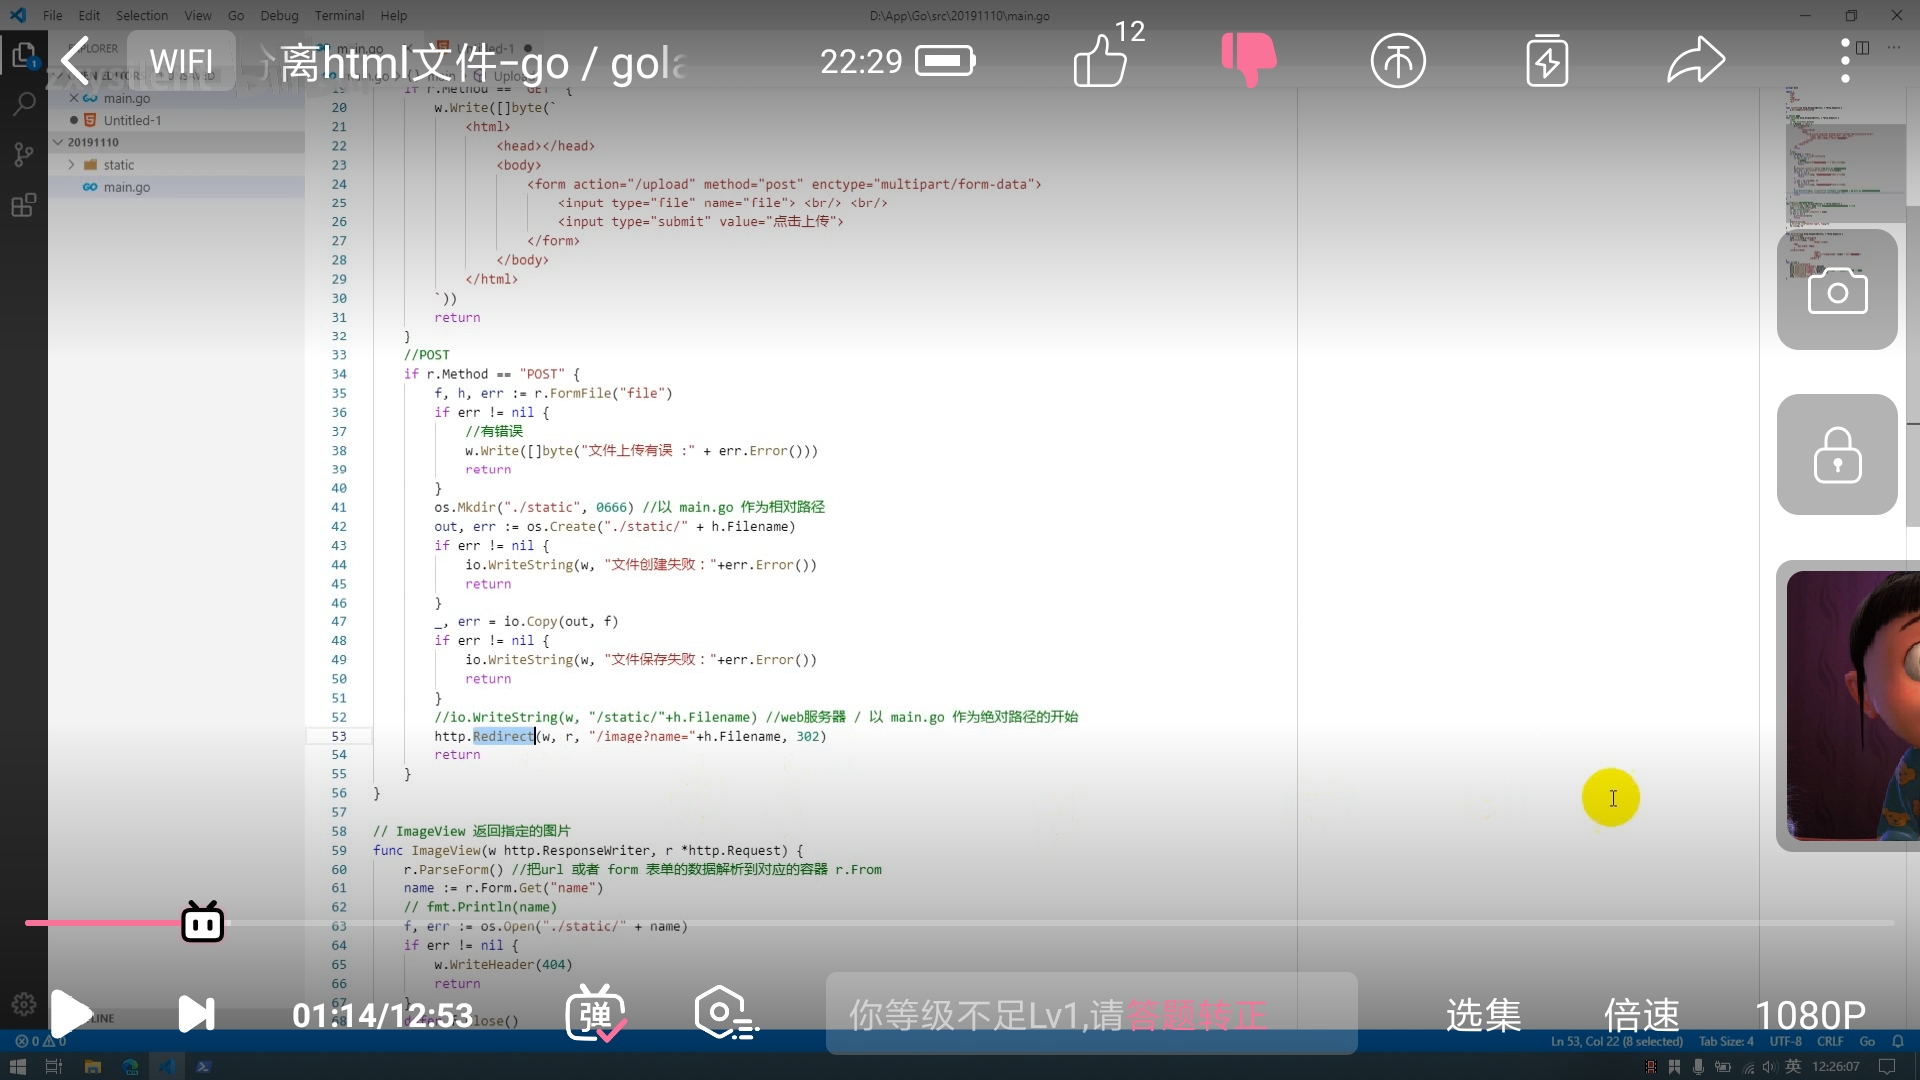 File Edit Selection View Go Debug Terminal Help
D:\App\Go\src\20191110\main.go
WIFI
离html文件-go / gola
22:29
12
main.go
Untitled-1
20191110
static
main.go
20 w.Write([]byte(`
21 <html>
22 <head></head>
23 <body>
24 <form action="/upload" method="post" enctype="multipart/form-data">
25 <input type="file" name="file"> <br/> <br/>
26 <input type="submit" value="点击上传">
27 </form>
28 </body>
29 </html>
30 `))
31 return
32 }
33 //POST
34 if r.Method == "POST" {
35 f, h, err := r.FormFile("file")
36 if err != nil {
37 //有错误
38 w.Write([]byte("文件上传有误 :" + err.Error()))
39 return
40 }
41 os.Mkdir("./static", 0666) //以 main.go 作为相对路径
42 out, err := os.Create("./static/" + h.Filename)
43 if err != nil {
44 io.WriteString(w, "文件创建失败："+err.Error())
45 return
46 }
47 _, err = io.Copy(out, f)
48 if err != nil {
49 io.WriteString(w, "文件保存失败："+err.Error())
50 return
51 }
52 //io.WriteString(w, "/static/"+h.Filename) //web服务器 / 以 main.go 作为绝对路径的开始
53 http.Redirect(w, r, "/image?name="+h.Filename, 302)
54 return
55 }
56 }
57
58 // ImageView 返回指定的图片
59 func ImageView(w http.ResponseWriter, r *http.Request) {
60 r.ParseForm() //把url 或者 form 表单的数据解析到对应的容器 r.From
61 name := r.Form.Get("name")
62 // fmt.Println(name)
63 f, err := os.Open("./static/" + name)
64 if err != nil {
65 w.WriteHeader(404)
66 return
01:14/12:53
弹
你等级不足Lv1,请答题转正
选集
倍速
1080P
0 0
Ln 53, Col 22 (8 selected) Tab Size: 4 UTF-8 CRLF Go
英 12:26:07